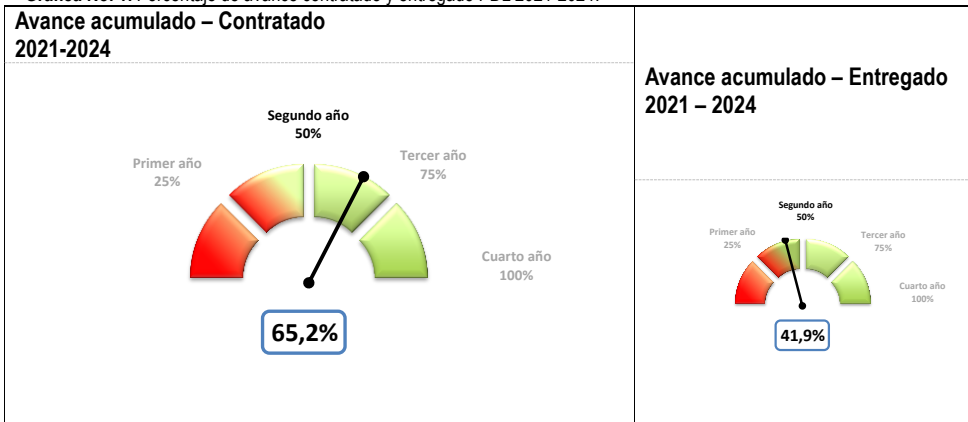 Avance acumulado – Contratado
2021-2024
Segundo año
50%
Primer año
25%
Tercer año
75%
Cuarto año
100%
65,2%
Avance acumulado – Entregado
2021 – 2024
Segundo año
50%
Primer año
25%
Tercer año
75%
Cuarto año
100%
41,9%